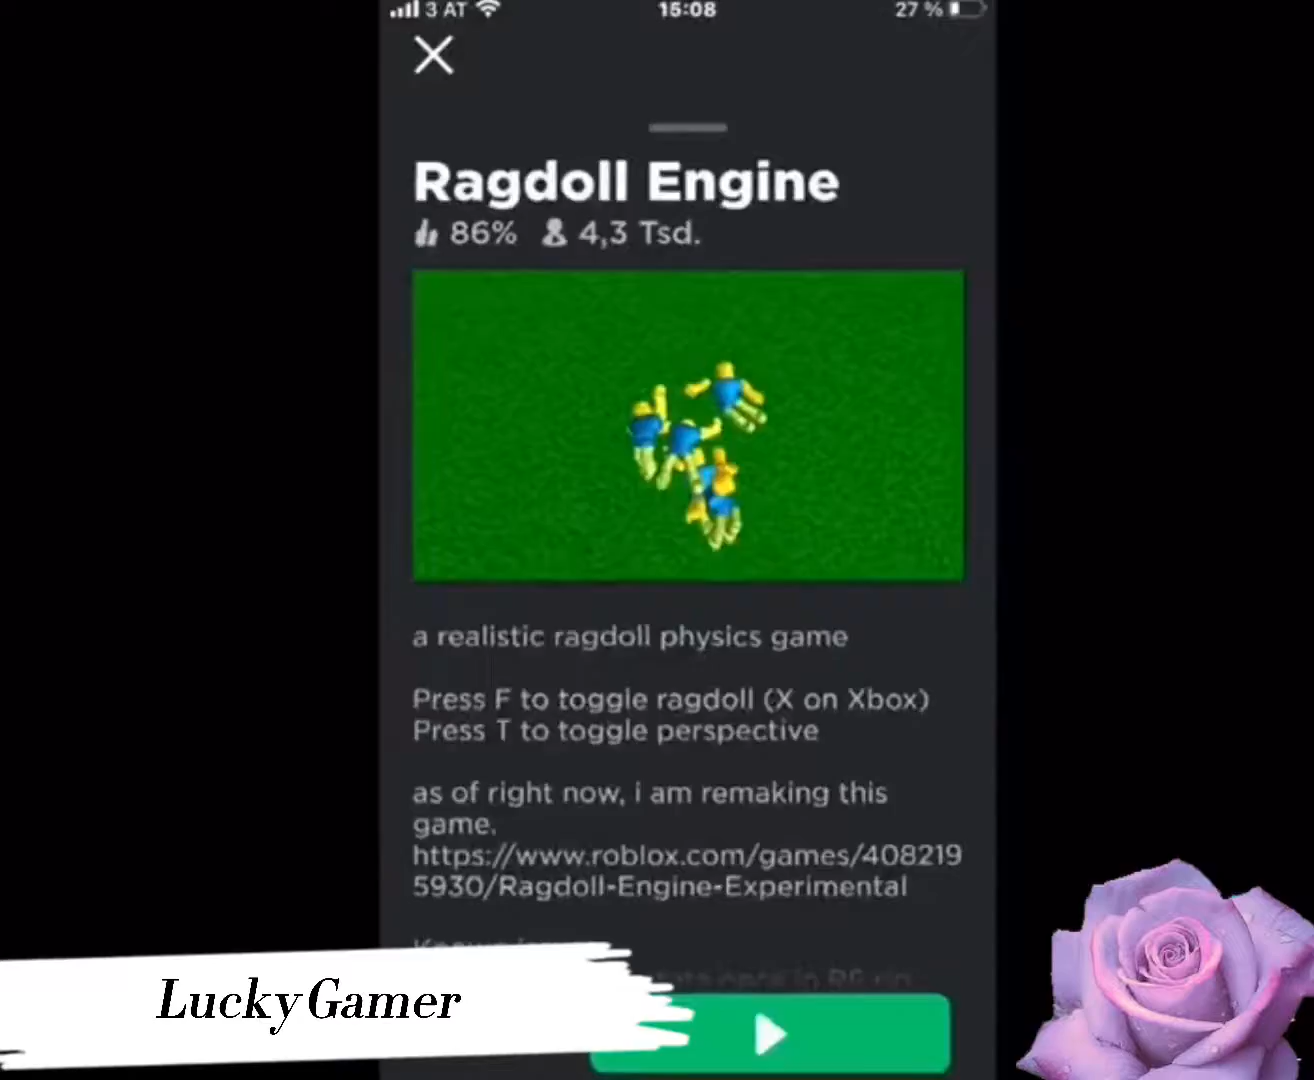 3 AT 15:08 27 %
Ragdoll Engine
86% 4,3 Tsd.
a realistic ragdoll physics game
Press F to toggle ragdoll (X on Xbox)
Press T to toggle perspective
as of right now, i am remaking this
game.
https://www.roblox.com/games/408219
5930/Ragdoll-Engine-Experimental
LuckyGamer